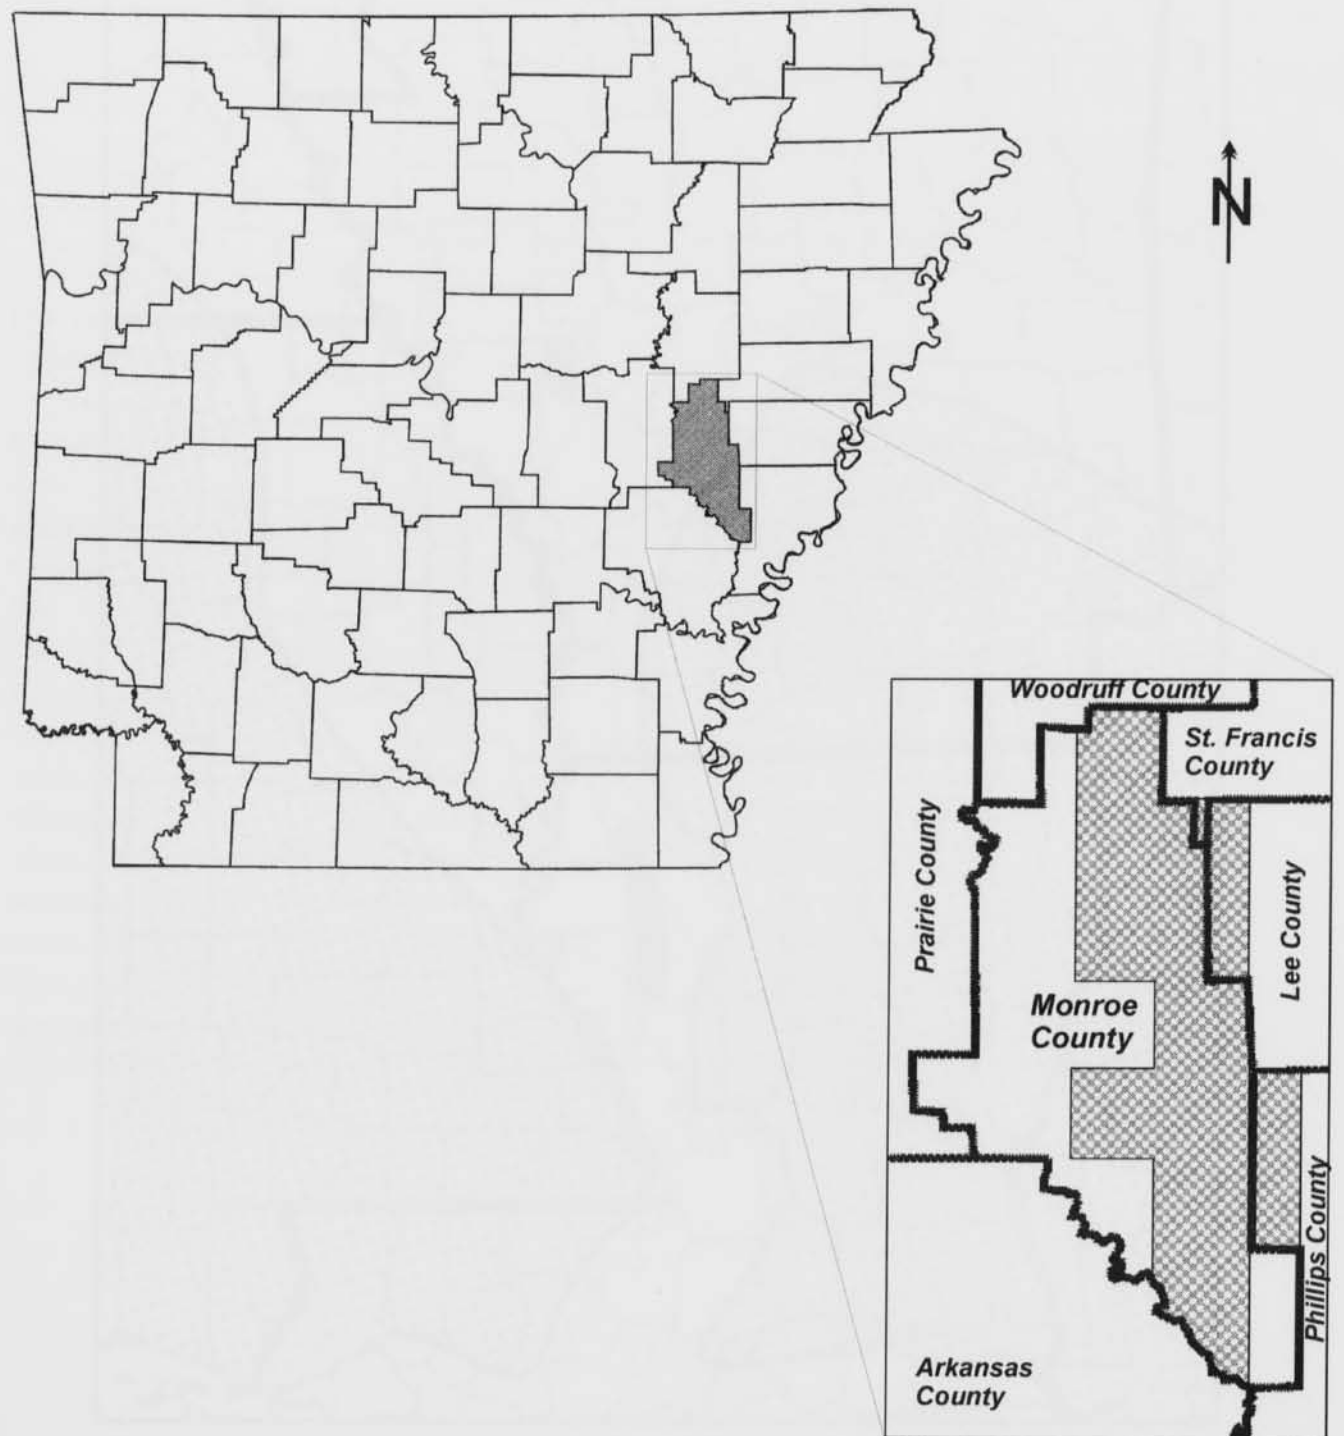 N
Woodruff County
St. Francis
County
Prairie County
Lee County
Monroe
County
Phillips County
Arkansas
County